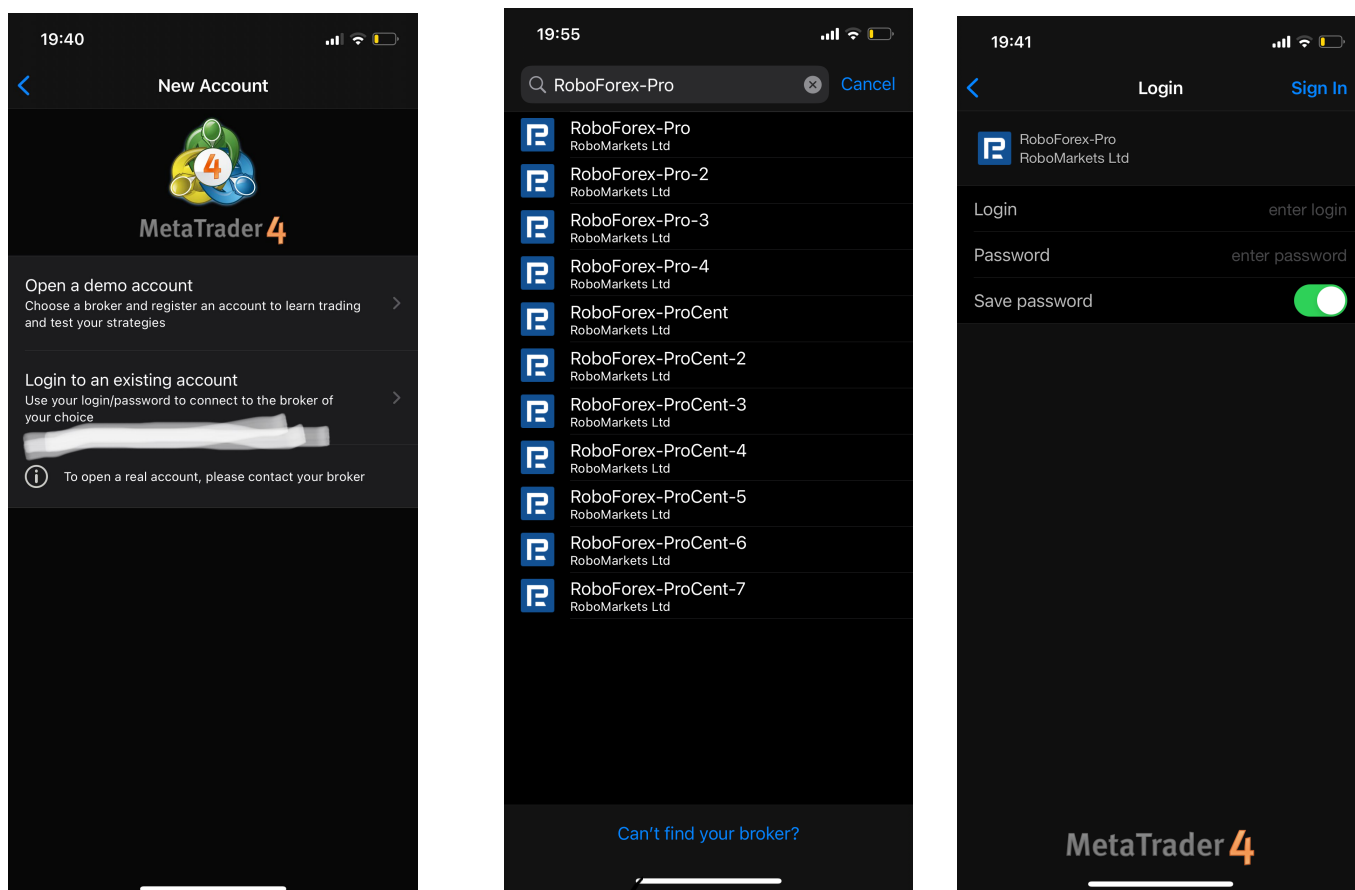 19:40
New Account
4
MetaTrader 4
Open a demo account
Choose a broker and register an account to learn trading
and test your strategies
Login to an existing account
Use your login/password to connect to the broker of
your choice
To open a real account, please contact your broker
19:55
RoboForex-Pro
Cancel
RoboForex-Pro
RoboMarkets Ltd
RoboForex-Pro-2
RoboMarkets Ltd
RoboForex-Pro-3
RoboMarkets Ltd
RoboForex-Pro-4
RoboMarkets Ltd
RoboForex-ProCent
RoboMarkets Ltd
RoboForex-ProCent-2
RoboMarkets Ltd
RoboForex-ProCent-3
RoboMarkets Ltd
RoboForex-ProCent-4
RoboMarkets Ltd
RoboForex-ProCent-5
RoboMarkets Ltd
RoboForex-ProCent-6
RoboMarkets Ltd
RoboForex-ProCent-7
RoboMarkets Ltd
Can't find your broker?
19:41
Login
Sign In
RoboForex-Pro
RoboMarkets Ltd
Login enter login
Password enter password
Save password
MetaTrader 4